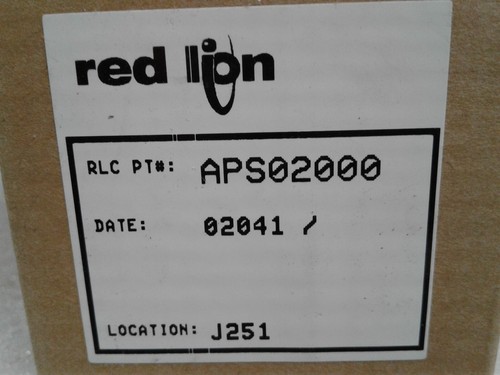 red lion
RLC PT#: APS02000
DATE: 02041 /
LOCATION: J251